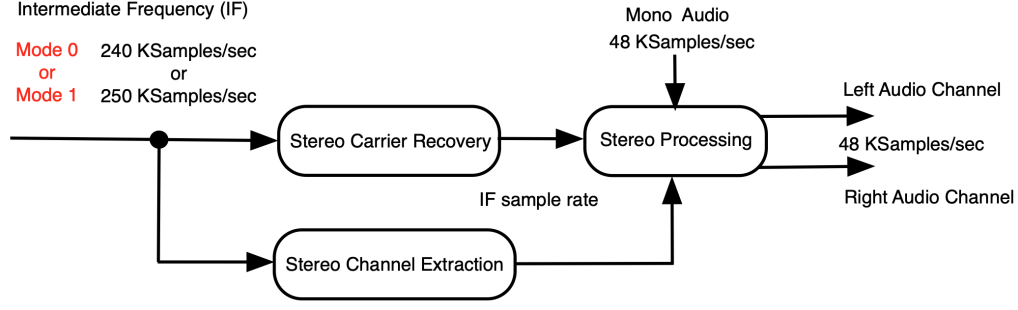 Intermediate Frequency (IF)
Mode 0 240 KSamples/sec
or or
Mode 1 250 KSamples/sec
Mono Audio
48 KSamples/sec
Stereo Carrier Recovery
Stereo Processing
Left Audio Channel
48 KSamples/sec
Right Audio Channel
IF sample rate
Stereo Channel Extraction